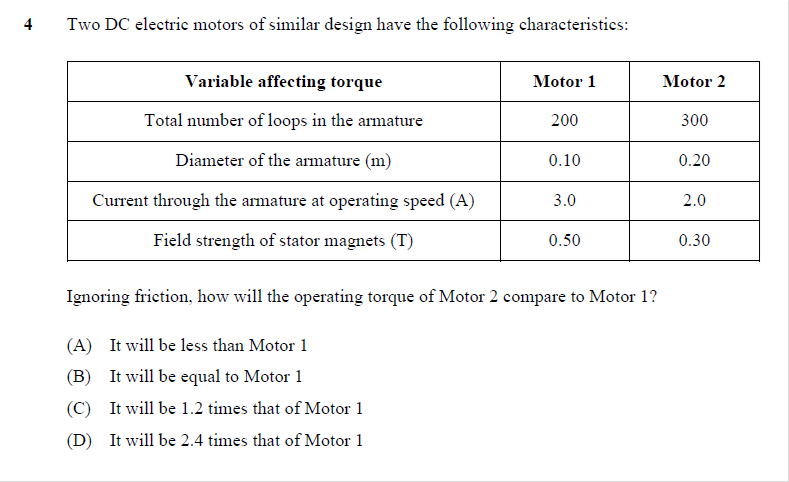 4 Two DC electric motors of similar design have the following characteristics:
Variable affecting torque Motor 1 Motor 2
Total number of loops in the armature 200 300
Diameter of the armature (m) 0.10 0.20
Current through the armature at operating speed (A) 3.0 2.0
Field strength of stator magnets (T) 0.50 0.30
Ignoring friction, how will the operating torque of Motor 2 compare to Motor 1?
(A) It will be less than Motor 1
(B) It will be equal to Motor 1
(C) It will be 1.2 times that of Motor 1
(D) It will be 2.4 times that of Motor 1